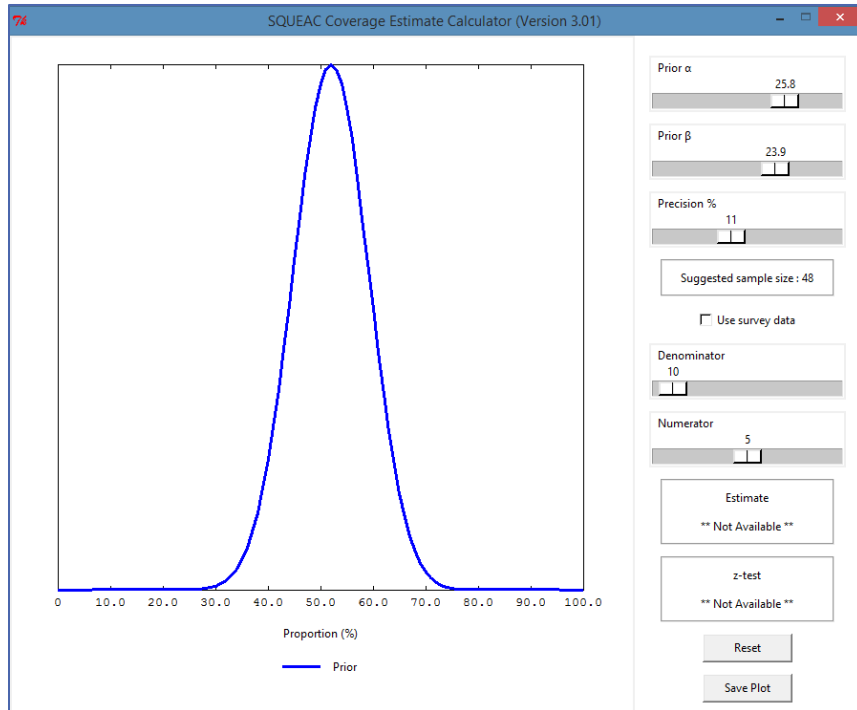 SQUEAC Coverage Estimate Calculator (Version 3.01)
Prior α
25.8
Prior β
23.9
Precision %
11
Suggested sample size : 48
Use survey data
Denominator
10
Numerator
5
Estimate
** Not Available **
z-test
** Not Available **
Reset
Save Plot
0 10.0 20.0 30.0 40.0 50.0 60.0 70.0 80.0 90.0 100.0
Proportion (%)
Prior